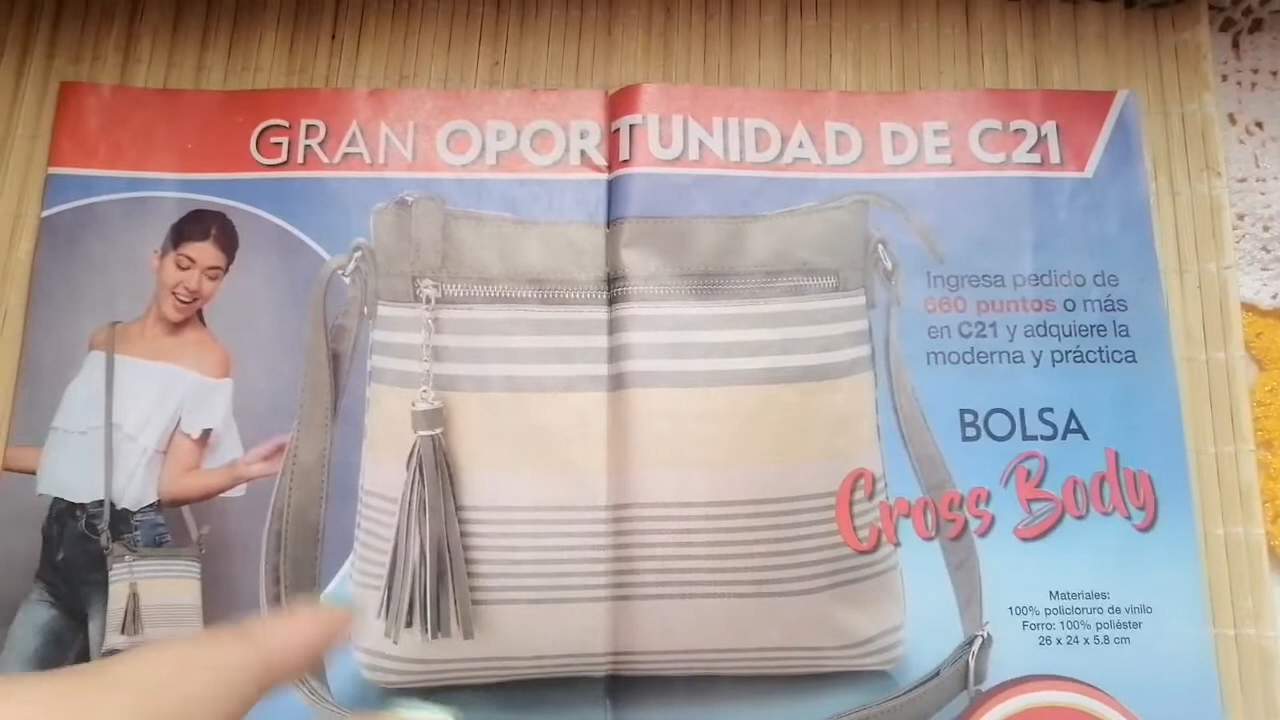 GRAN OPORTUNIDAD DE C21
Ingresa pedido de
660 puntos o más
en C21 y adquiere la
moderna y práctica
BOLSA
Cross Body
Materiales:
100% policloruro de vinilo
Forro: 100% poliéster
26 x 24 x 5.8 cm